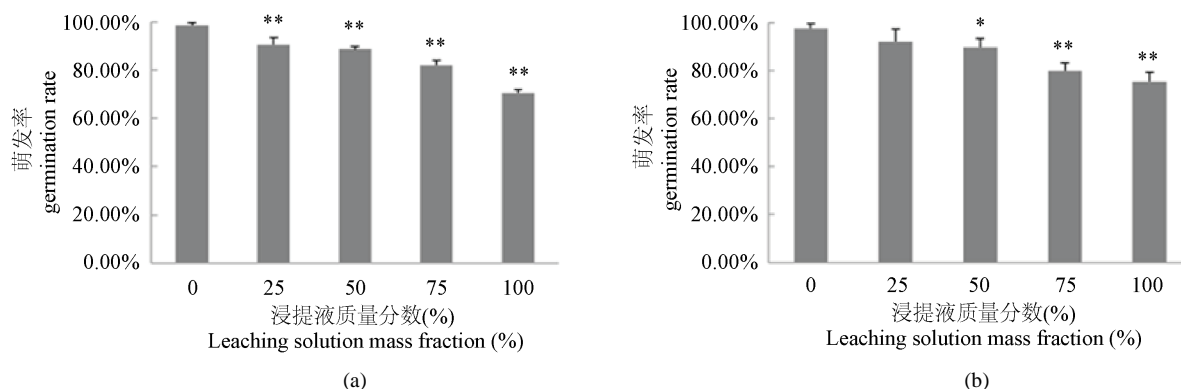 100.00%
80.00%
60.00%
40.00%
20.00%
0.00%
萌发率
germination rate
** ** ** **
0 25 50 75 100
浸提液质量分数(%)
Leaching solution mass fraction (%)
(a)
100.00%
80.00%
60.00%
40.00%
20.00%
0.00%
萌发率
germination rate
* ** **
0 25 50 75 100
浸提液质量分数(%)
Leaching solution mass fraction (%)
(b)